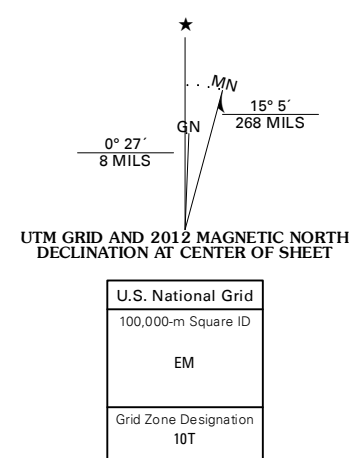 MN
15° 5´
268 MILS
GN
0° 27´
8 MILS
UTM GRID AND 2012 MAGNETIC NORTH
DECLINATION AT CENTER OF SHEET
U.S. National Grid
100,000-m Square ID
EM
Grid Zone Designation
10T